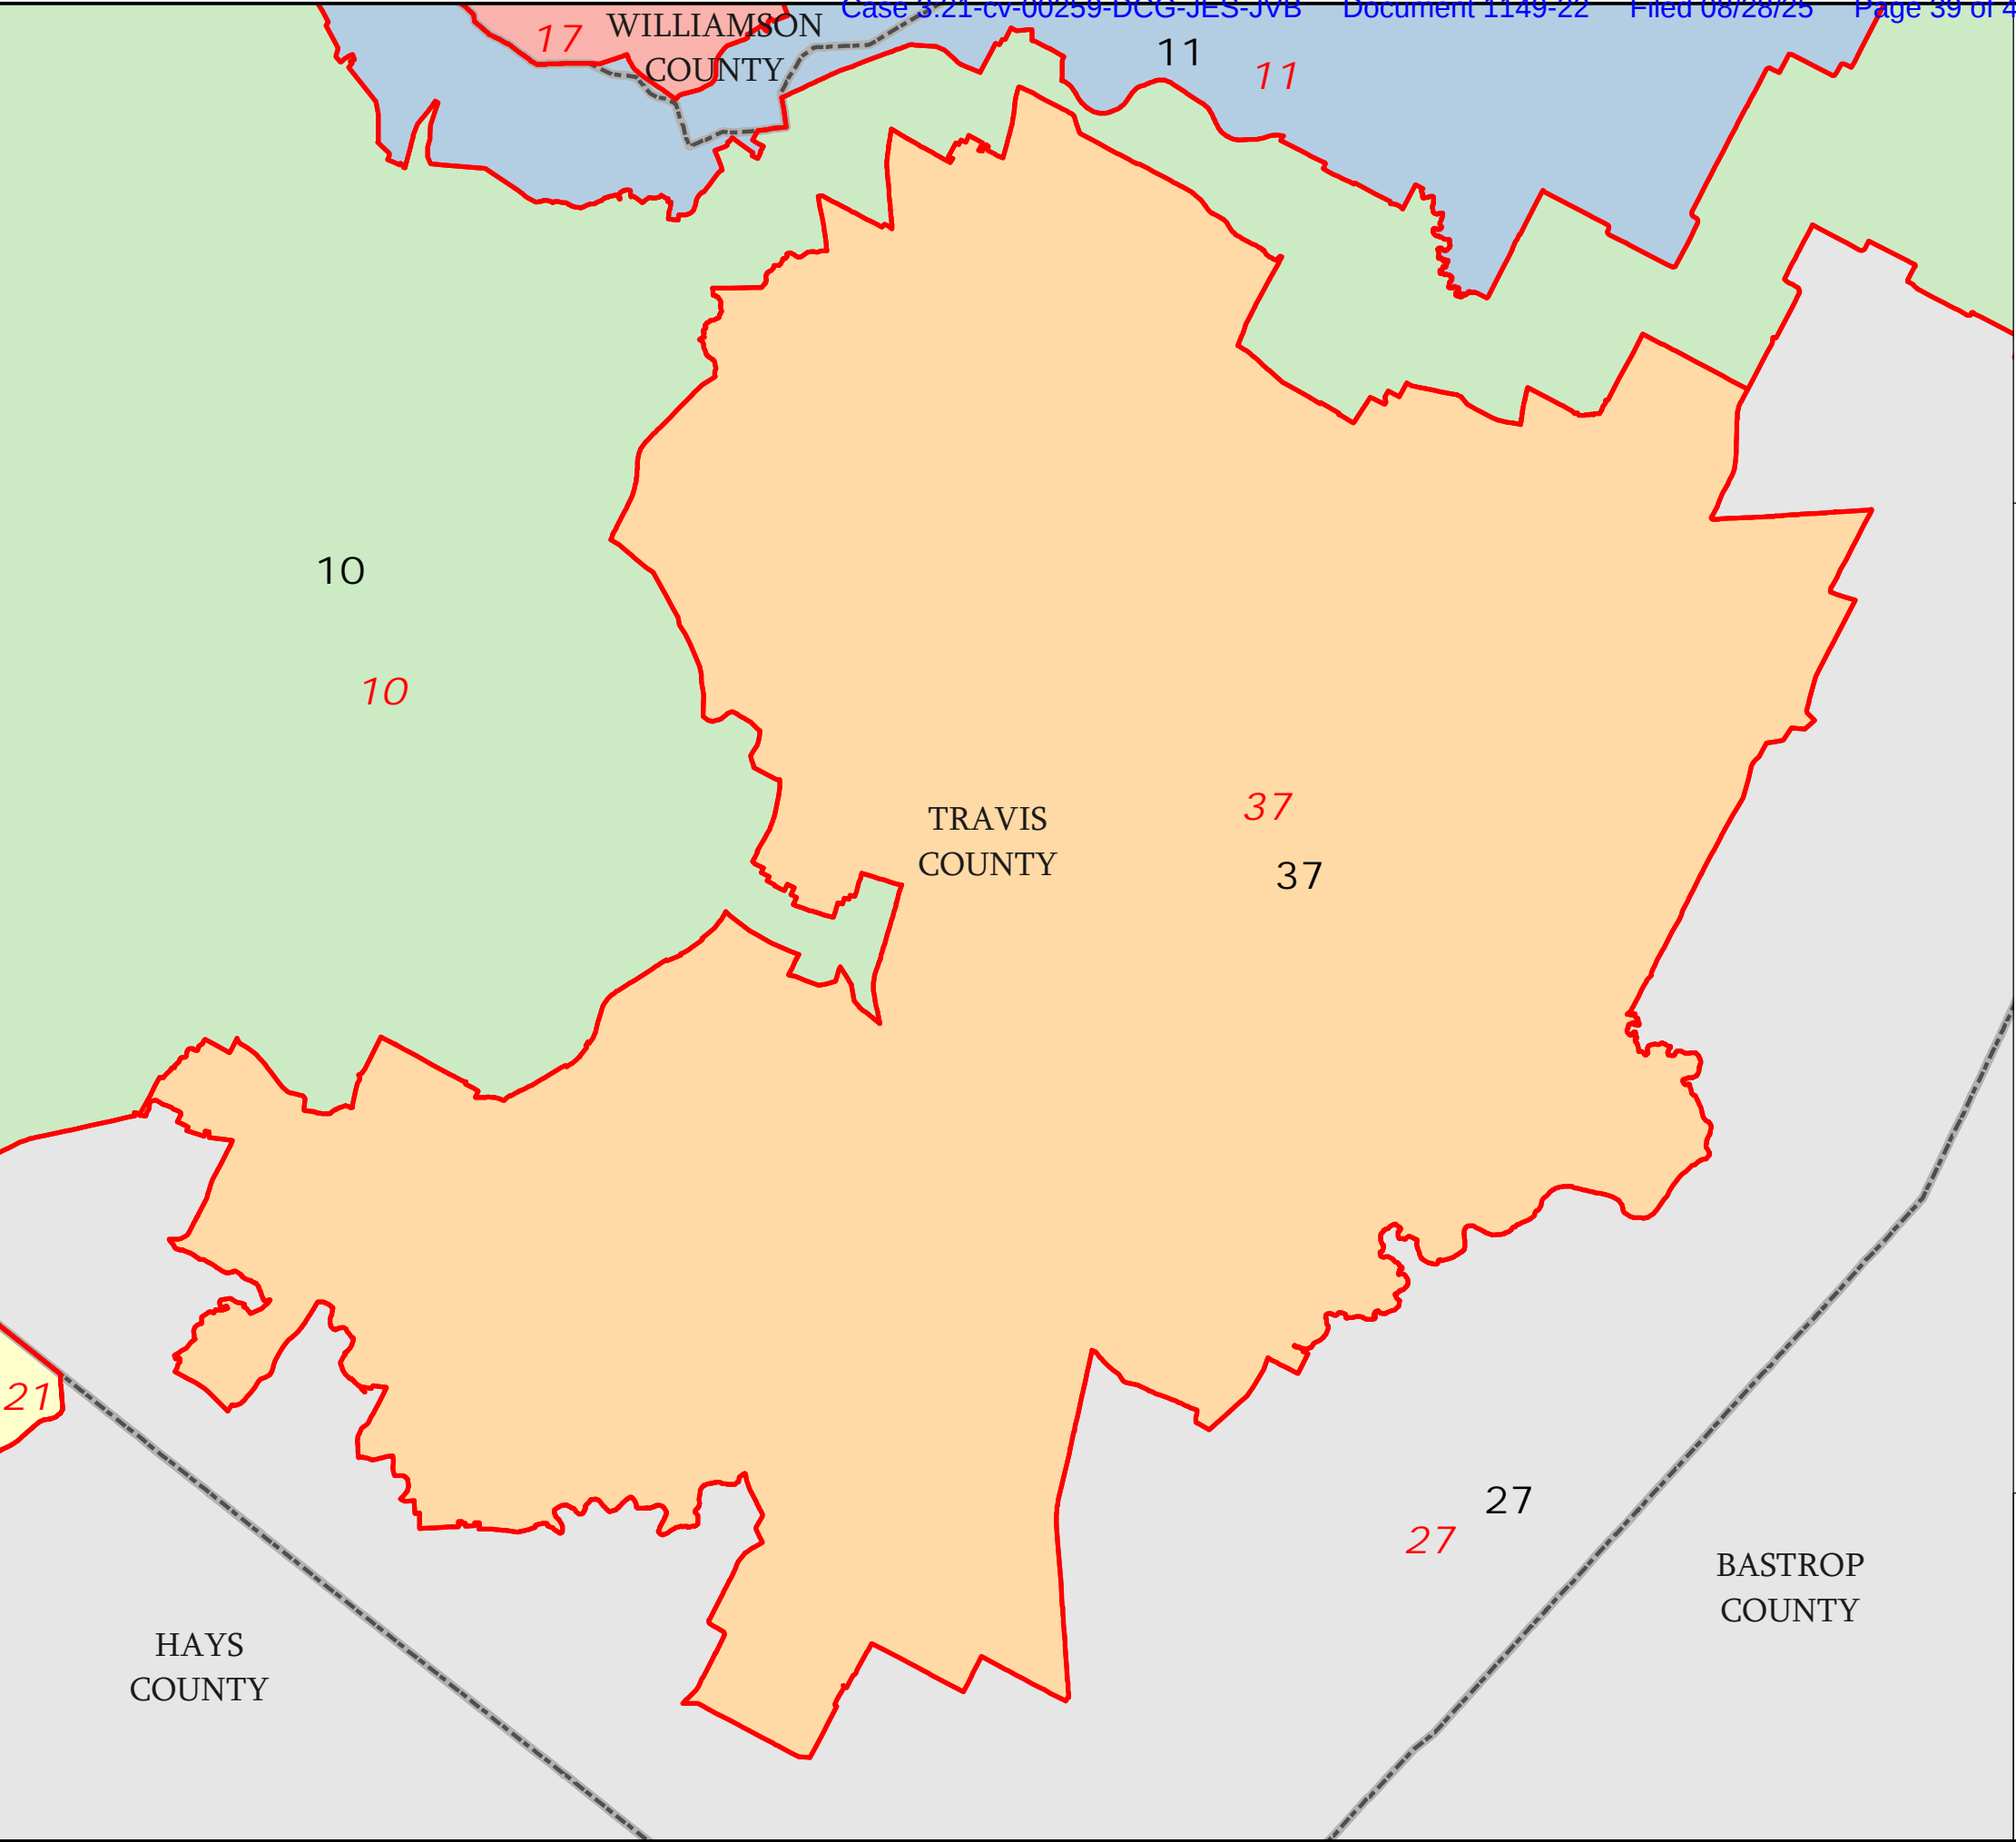 Case 3:21-cv-00259-DCG-JES-JVB Document 1149-22 Filed 08/28/25 Page 39 of 4
17
WILLIAMSON
COUNTY
11
11
10
10
TRAVIS
COUNTY
37
37
21
27
27
BASTROP
COUNTY
HAYS
COUNTY